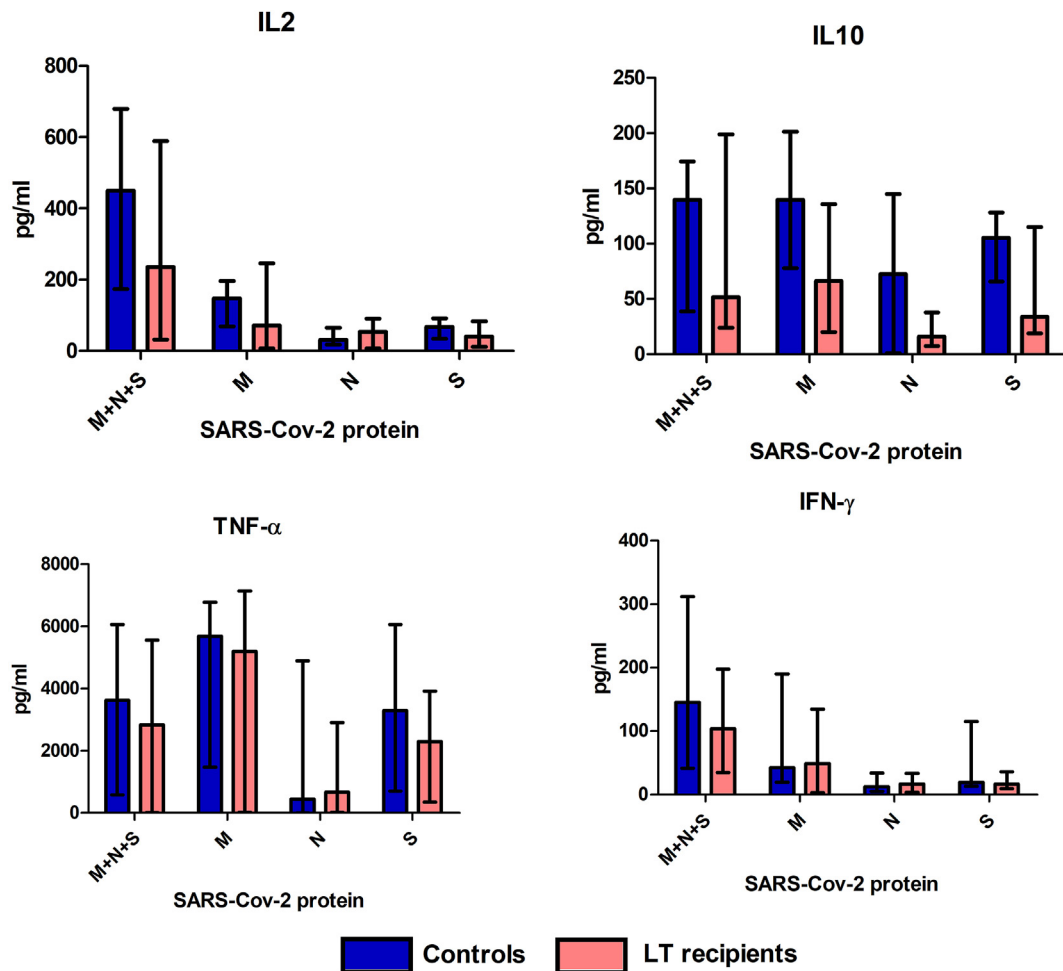 IL2
800
600
400
200
0
pg/ml
M+N+S
M
N
S
SARS-Cov-2 protein
IL10
250
200
150
100
50
0
pg/ml
M+N+S
M
N
S
SARS-Cov-2 protein
TNF-α
8000
6000
4000
2000
0
pg/ml
M+N+S
M
N
S
SARS-Cov-2 protein
IFN-γ
400
300
200
100
0
pg/ml
M+N+S
M
N
S
SARS-Cov-2 protein
Controls
LT recipients